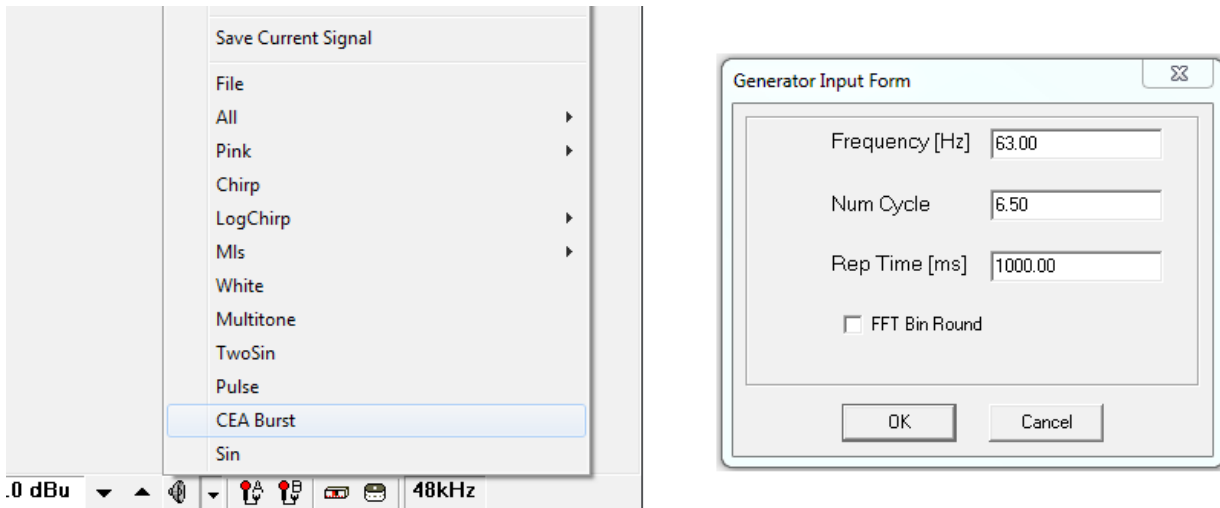 Save Current Signal
File
All
Pink
Chirp
LogChirp
Mls
White
Multitone
TwoSin
Pulse
CEA Burst
Sin
.0 dBu
A
B
48kHz
Generator Input Form
Frequency [Hz] 63.00
Num Cycle 6.50
Rep Time [ms] 1000.00
FFT Bin Round
OK Cancel